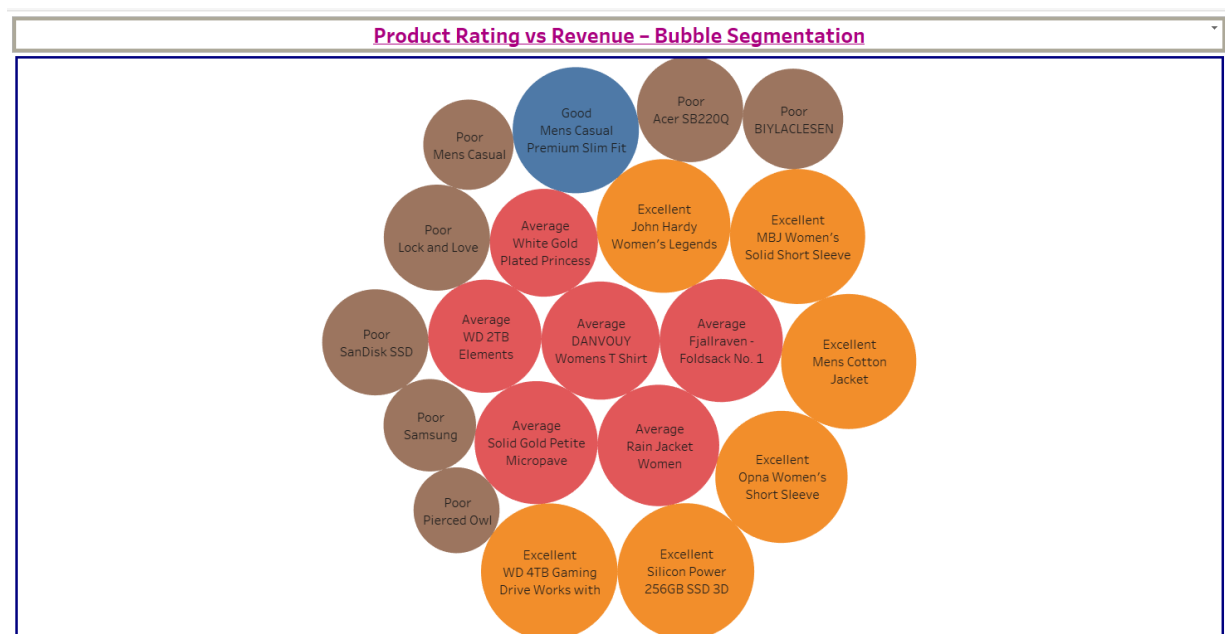 Product Rating vs Revenue – Bubble Segmentation
Good
Mens Casual
Premium Slim Fit
Poor
Acer SB220Q
Poor
BIYLACLESEN
Poor
Mens Casual
Poor
Lock and Love
Average
White Gold
Plated Princess
Excellent
John Hardy
Women's Legends
Excellent
MBJ Women's
Solid Short Sleeve
Poor
SanDisk SSD
Average
WD 2TB
Elements
Average
DANVOUY
Womens T Shirt
Average
Fjallraven -
Foldsack No. 1
Excellent
Mens Cotton
Jacket
Poor
Samsung
Average
Solid Gold Petite
Micropave
Average
Rain Jacket
Women
Excellent
Opna Women's
Short Sleeve
Poor
Pierced Owl
Excellent
WD 4TB Gaming
Drive Works with
Excellent
Silicon Power
256GB SSD 3D